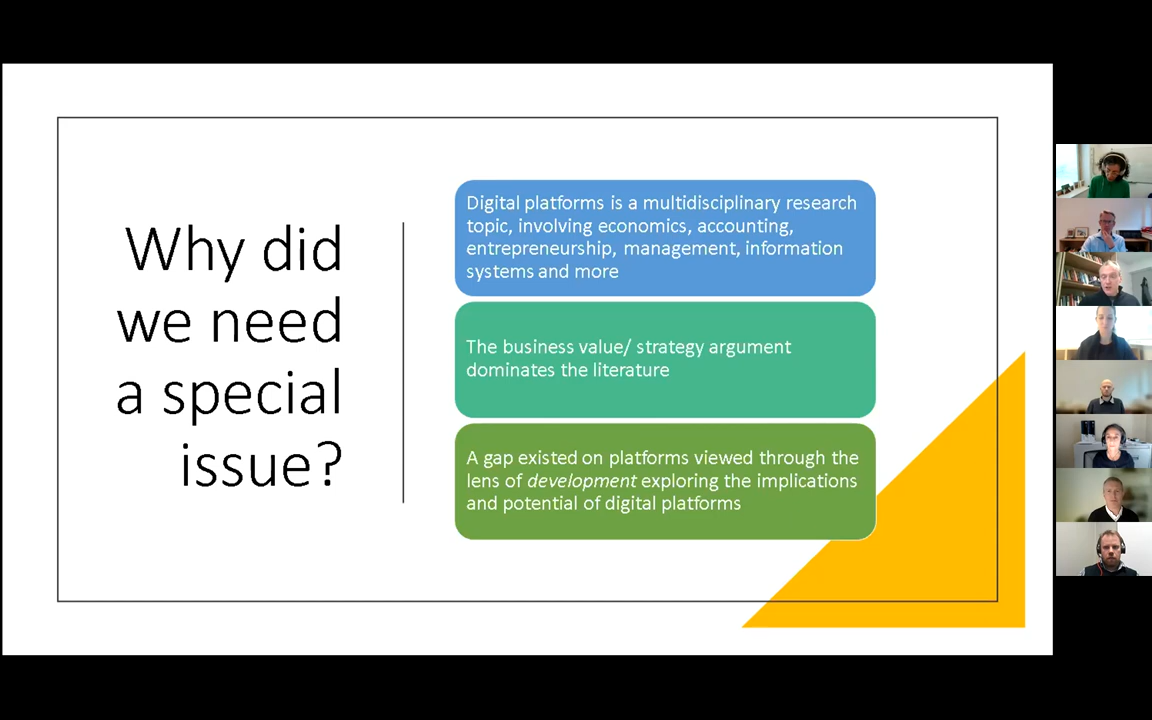 Why did
we need
a special
issue?
Digital platforms is a multidisciplinary research
topic, involving economics, accounting,
entrepreneurship, management, information
systems and more
The business value/ strategy argument
dominates the literature
A gap existed on platforms viewed through the
lens of development exploring the implications
and potential of digital platforms